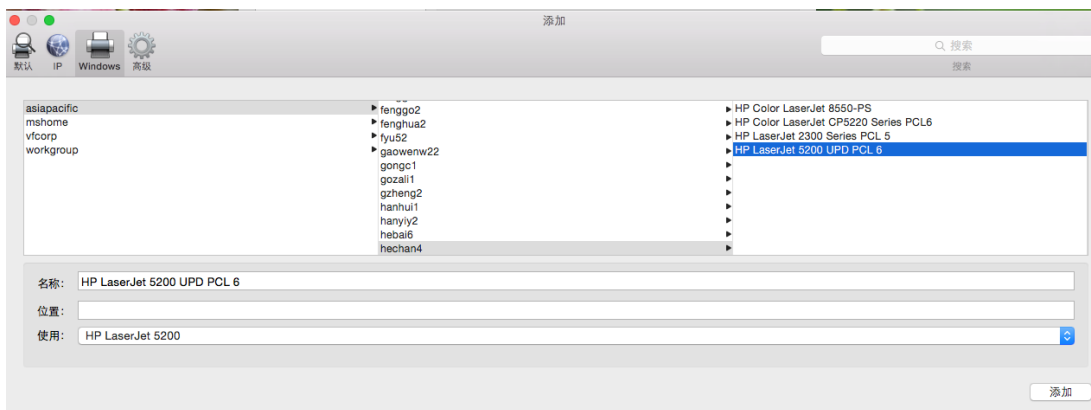 添加
搜索
默认 IP Windows 高级
搜索
asiapacific
mshome
vfcorp
workgroup
fenggo2
fenghua2
fyu52
gaowenw22
gongc1
gozali1
gzheng2
hanhui1
hanyiy2
hebai6
hechan4
HP Color LaserJet 8550-PS
HP Color LaserJet CP5220 Series PCL6
HP LaserJet 2300 Series PCL 5
HP LaserJet 5200 UPD PCL 6
名称: HP LaserJet 5200 UPD PCL 6
位置:
使用: HP LaserJet 5200
添加